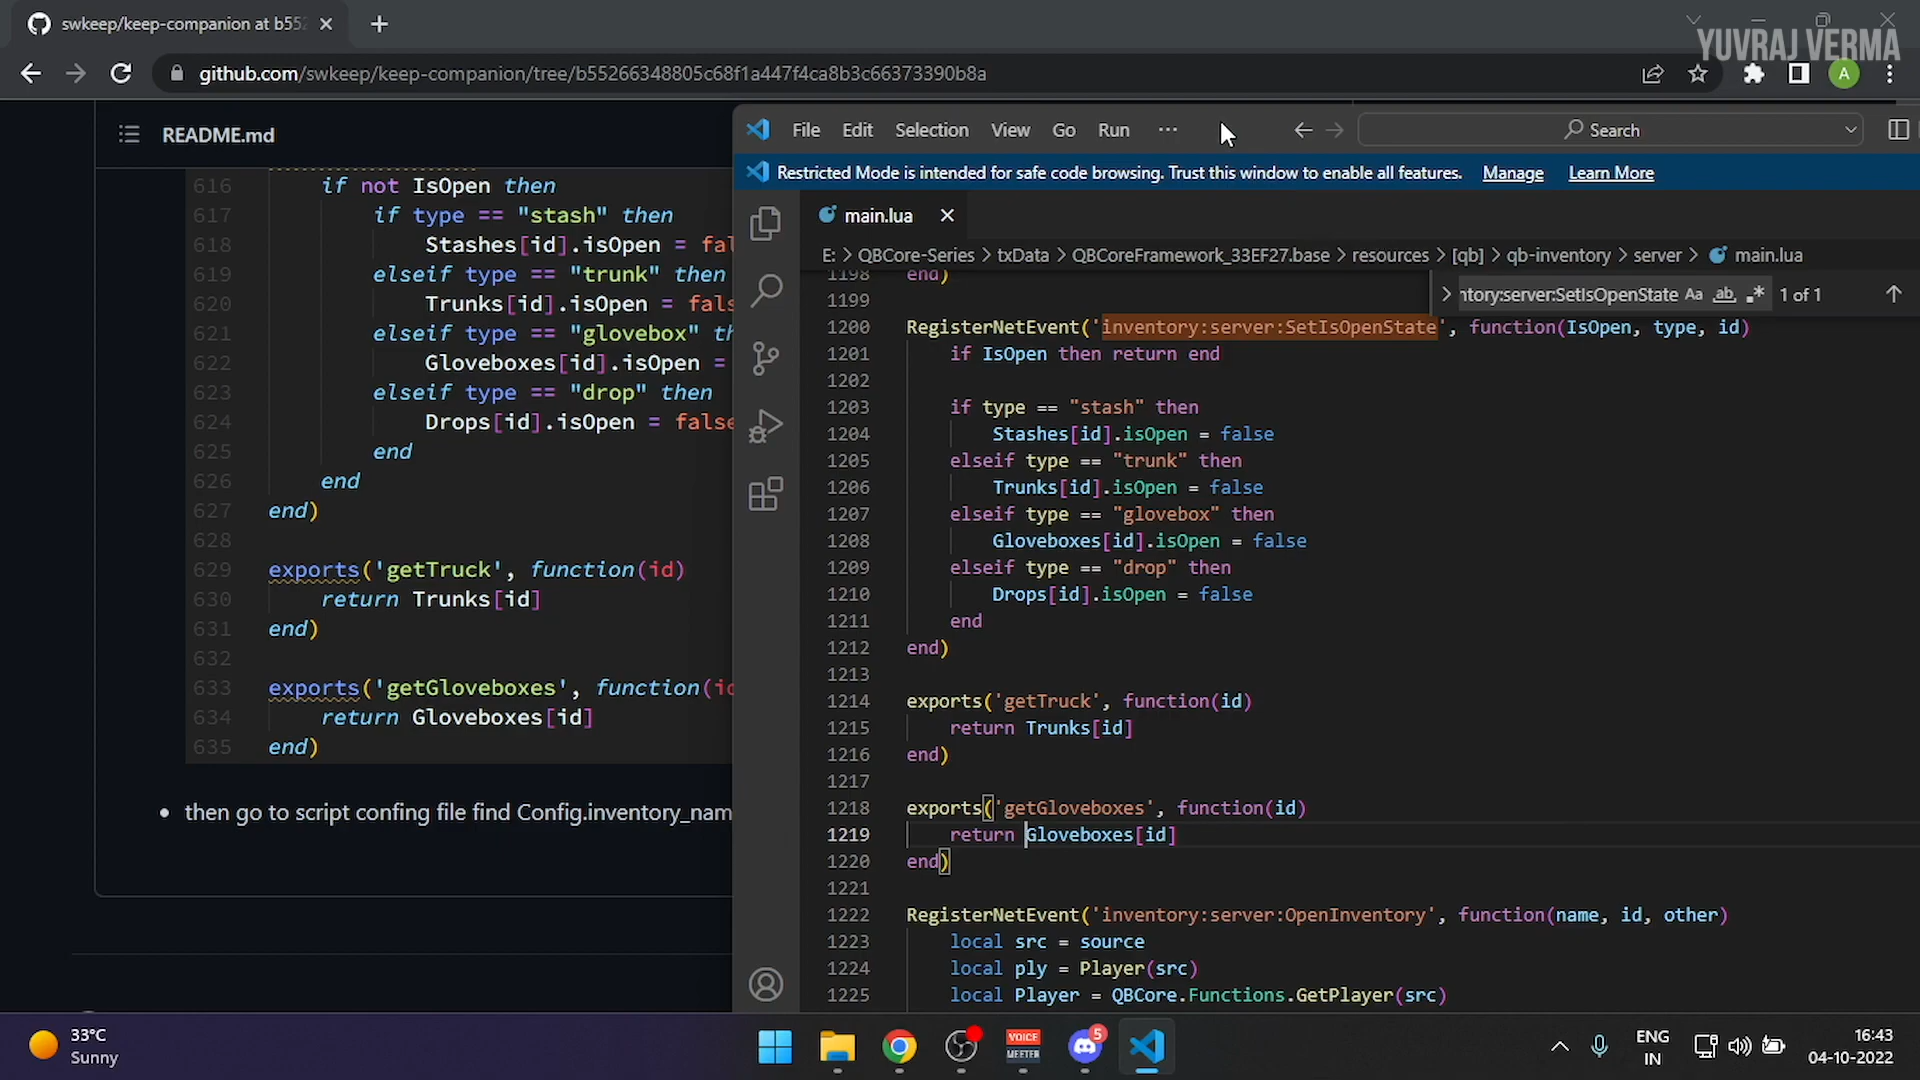 swkeep/keep-companion at b552
YUVRAJ VERMA
github.com/swkeep/keep-companion/tree/b55266348805c68f1a447f4ca8b3c66373390b8a
A
README.md
616 if not IsOpen then
617 if type == "stash" then
618 Stashes[id].isOpen = fal
619 elseif type == "trunk" then
620 Trunks[id].isOpen = fals
621 elseif type == "glovebox" th
622 Gloveboxes[id].isOpen =
623 elseif type == "drop" then
624 Drops[id].isOpen = false
625 end
626 end
627 end)
628
629 exports('getTruck', function(id)
630 return Trunks[id]
631 end)
632
633 exports('getGloveboxes', function(id
634 return Gloveboxes[id]
635 end)
then go to script confing file find Config.inventory_nam
File Edit Selection View Go Run ··· Search
Restricted Mode is intended for safe code browsing. Trust this window to enable all features. Manage Learn More
main.lua
E: > QBCore-Series > txData > QBCoreFramework_33EF27.base > resources > [qb] > qb-inventory > server > main.lua
ntory:server:SetIsOpenState Aa ab .* 1 of 1
1198 end)
1199
1200 RegisterNetEvent('inventory:server:SetIsOpenState', function(IsOpen, type, id)
1201 if IsOpen then return end
1202
1203 if type == "stash" then
1204 Stashes[id].isOpen = false
1205 elseif type == "trunk" then
1206 Trunks[id].isOpen = false
1207 elseif type == "glovebox" then
1208 Gloveboxes[id].isOpen = false
1209 elseif type == "drop" then
1210 Drops[id].isOpen = false
1211 end
1212 end)
1213
1214 exports('getTruck', function(id)
1215 return Trunks[id]
1216 end)
1217
1218 exports('getGloveboxes', function(id)
1219 return Gloveboxes[id]
1220 end)
1221
1222 RegisterNetEvent('inventory:server:OpenInventory', function(name, id, other)
1223 local src = source
1224 local ply = Player(src)
1225 local Player = QBCore.Functions.GetPlayer(src)
33°C
Sunny
VOICE
MEETER
5
ENG
IN
16:43
04-10-2022